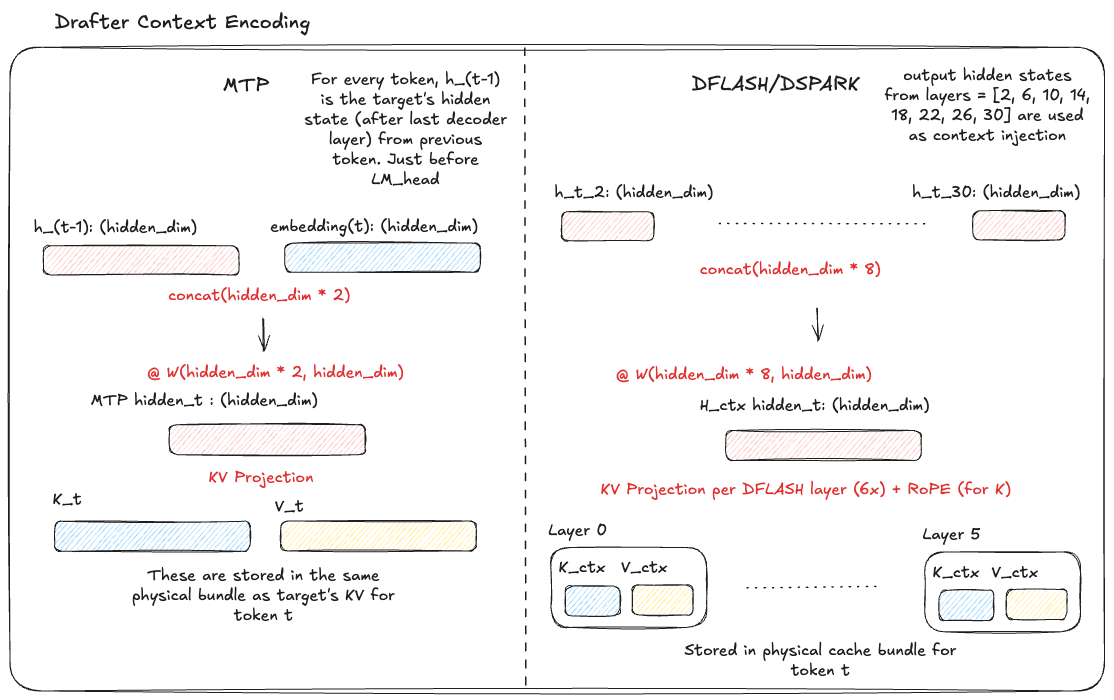 Drafter Context Encoding
MTP
For every token, h_(t-1)
is the target's hidden
state (after last decoder
layer) from previous
token. Just before
LM_head
h_(t-1): (hidden_dim)
embedding(t): (hidden_dim)
concat(hidden_dim * 2)
@ W(hidden_dim * 2, hidden_dim)
MTP hidden_t : (hidden_dim)
KV Projection
K_t
V_t
These are stored in the same
physical bundle as target's KV for
token t
DFLASH/DSPARK
output hidden states
from layers = [2, 6, 10, 14,
18, 22, 26, 30] are used
as context injection
h_t_2: (hidden_dim)
h_t_30: (hidden_dim)
concat(hidden_dim * 8)
@ W(hidden_dim * 8, hidden_dim)
H_ctx hidden_t: (hidden_dim)
KV Projection per DFLASH layer (6x) + RoPE (for K)
Layer 0
K_ctx V_ctx
Layer 5
K_ctx V_ctx
Stored in physical cache bundle for
token t